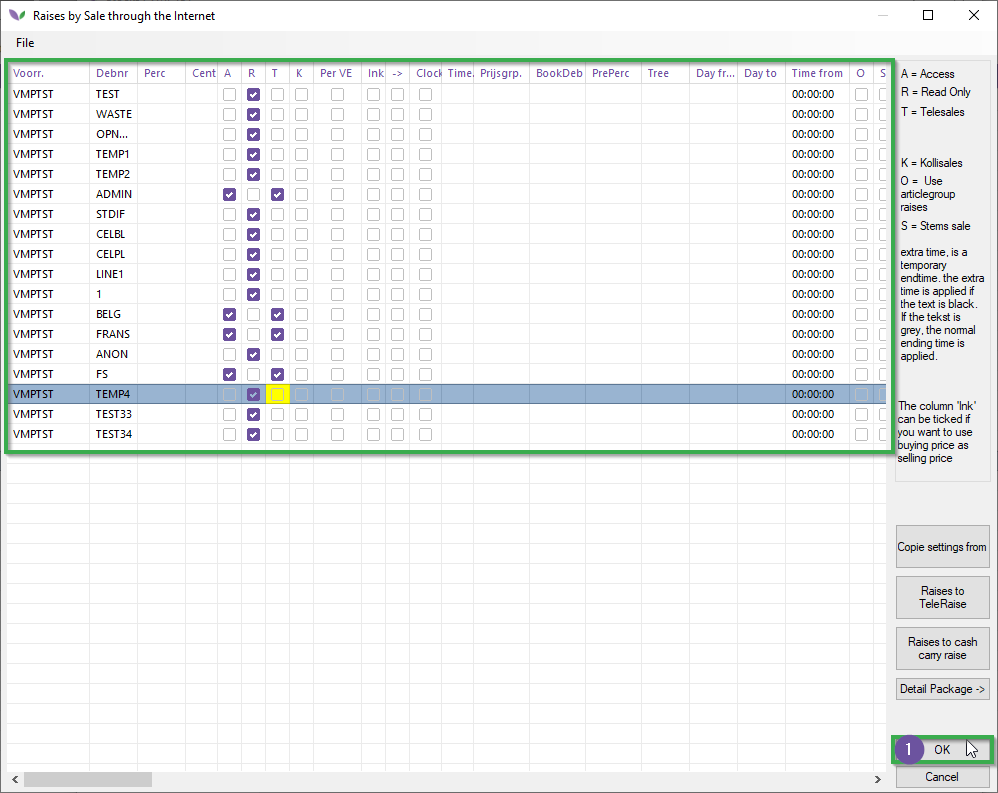 Raises by Sale through the Internet
File
Voorr. Debnr Perc Cent A R T K Per VE Ink -> Clock Time. Prijsgrp. BookDeb PrePerc Tree Day fr... Day to Time from O S
VMPTST TEST 00:00:00
VMPTST WASTE 00:00:00
VMPTST OPN... 00:00:00
VMPTST TEMP1 00:00:00
VMPTST TEMP2 00:00:00
VMPTST ADMIN 00:00:00
VMPTST STDIF 00:00:00
VMPTST CELBL 00:00:00
VMPTST CELPL 00:00:00
VMPTST LINE1 00:00:00
VMPTST 1 00:00:00
VMPTST BELG 00:00:00
VMPTST FRANS 00:00:00
VMPTST ANON 00:00:00
VMPTST FS 00:00:00
VMPTST TEMP4 00:00:00
VMPTST TEST33 00:00:00
VMPTST TEST34 00:00:00
A = Access
R = Read Only
T = Telesales
K = Kollisales
O = Use
articlegroup
raises
S = Stems sale
extra time, is a
temporary
endtime. the extra
time is applied if
the text is black.
If the tekst is
grey, the normal
ending time is
applied.
The column 'Ink'
can be ticked if
you want to use
buying price as
selling price
Copie settings from
Raises to
TeleRaise
Raises to cash
carry raise
Detail Package ->
1 OK
Cancel